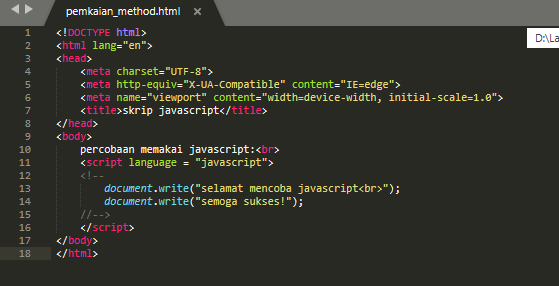 pemkaian_method.html ×
D:\La
1 <!DOCTYPE html>
2 <html lang="en">
3 <head>
4 <meta charset="UTF-8">
5 <meta http-equiv="X-UA-Compatible" content="IE=edge">
6 <meta name="viewport" content="width=device-width, initial-scale=1.0">
7 <title>skrip javascript</title>
8 </head>
9 <body>
10 percobaan memakai javascript:<br>
11 <script language = "javascript">
12 <!--
13 document.write("selamat mencoba javascript<br>");
14 document.write("semoga sukses!");
15 //-->
16 </script>
17 </body>
18 </html>